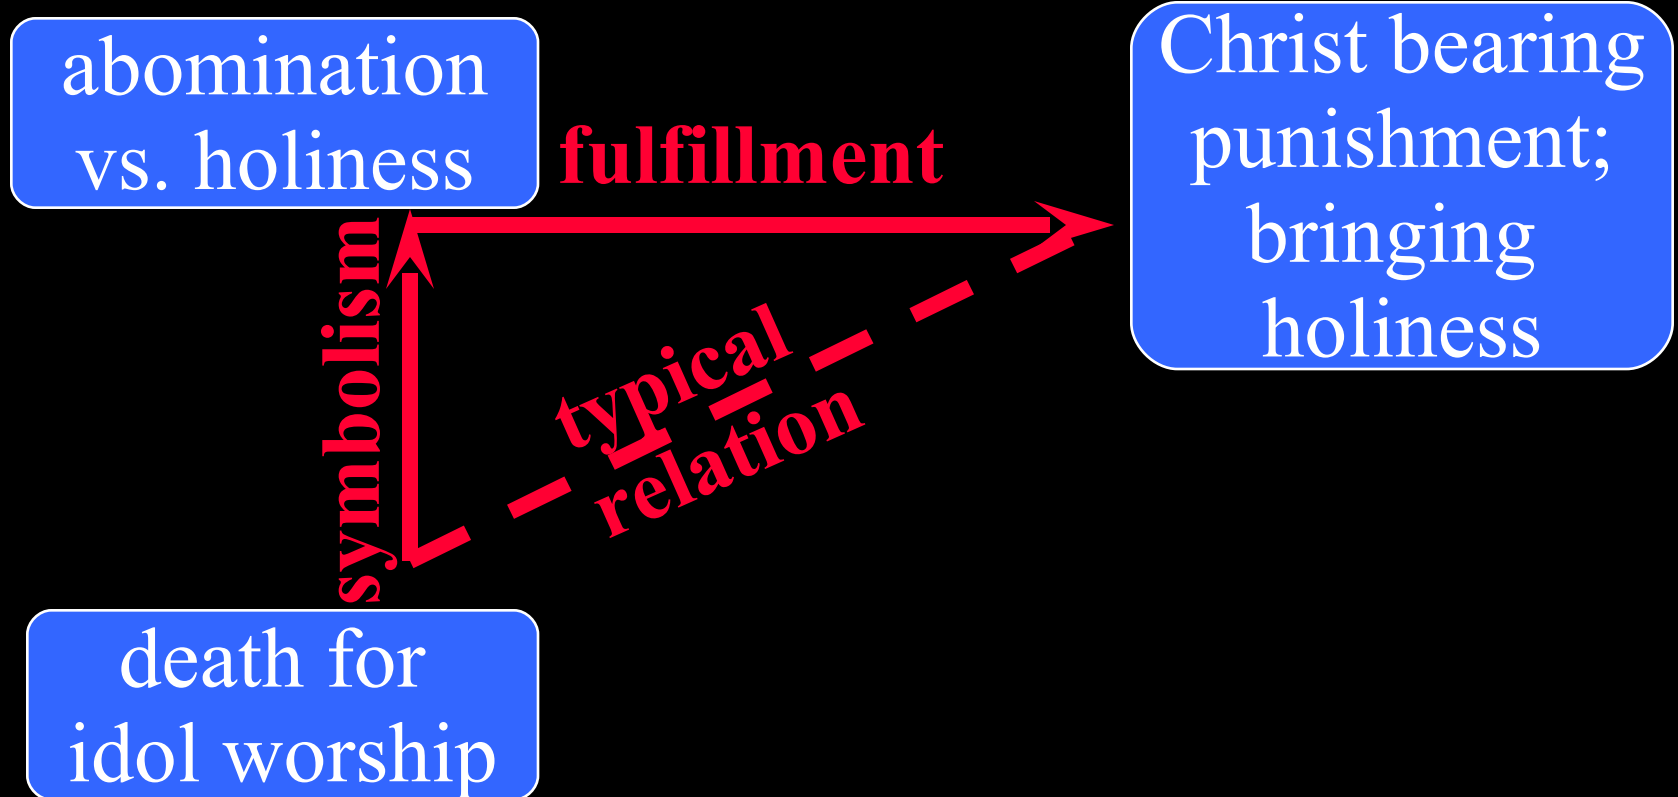 abomination
vs. holiness
fulfillment
Christ bearing
punishment;
bringing
holiness
symbolism
typical
relation
death for
idol worship